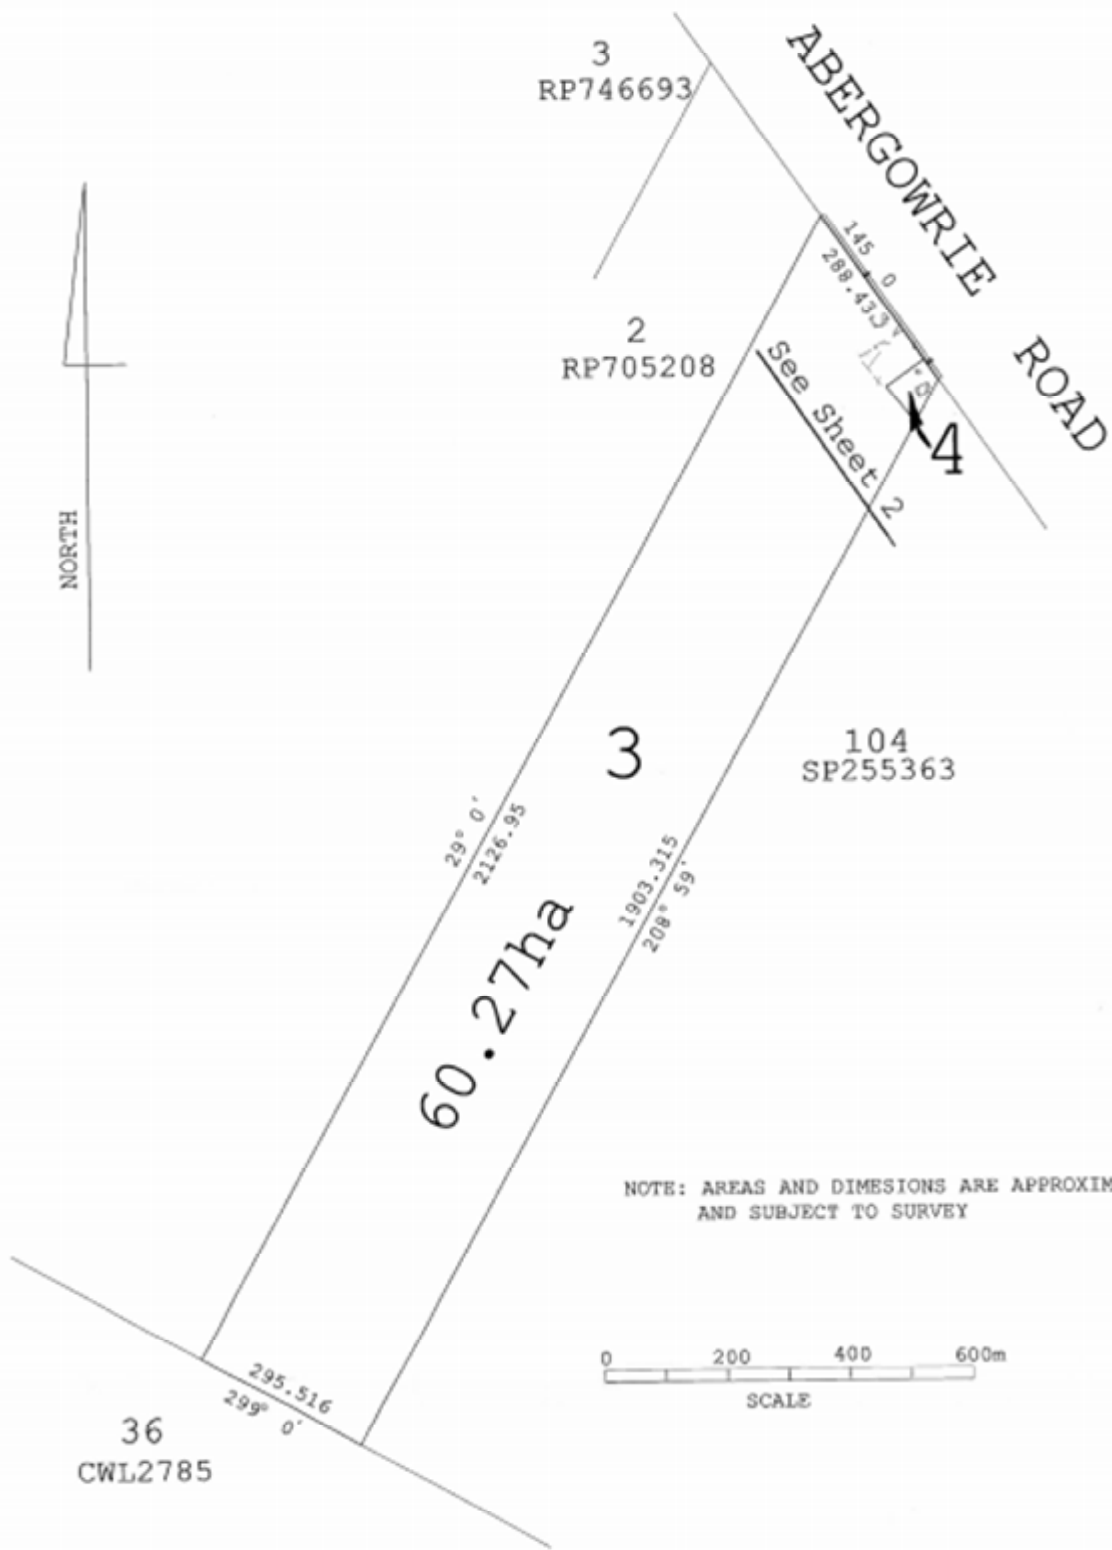 3
RP746693
ABERGOWRIE ROAD
145 0
288.433
2
RP705208
See Sheet 2
4
NORTH
3
104
SP255363
29° 0'
2126.95
1903.315
208° 59'
60.27ha
NOTE: AREAS AND DIMESIONS ARE APPROXIM
AND SUBJECT TO SURVEY
0 200 400 600m
SCALE
295.516
299° 0'
36
CWL2785